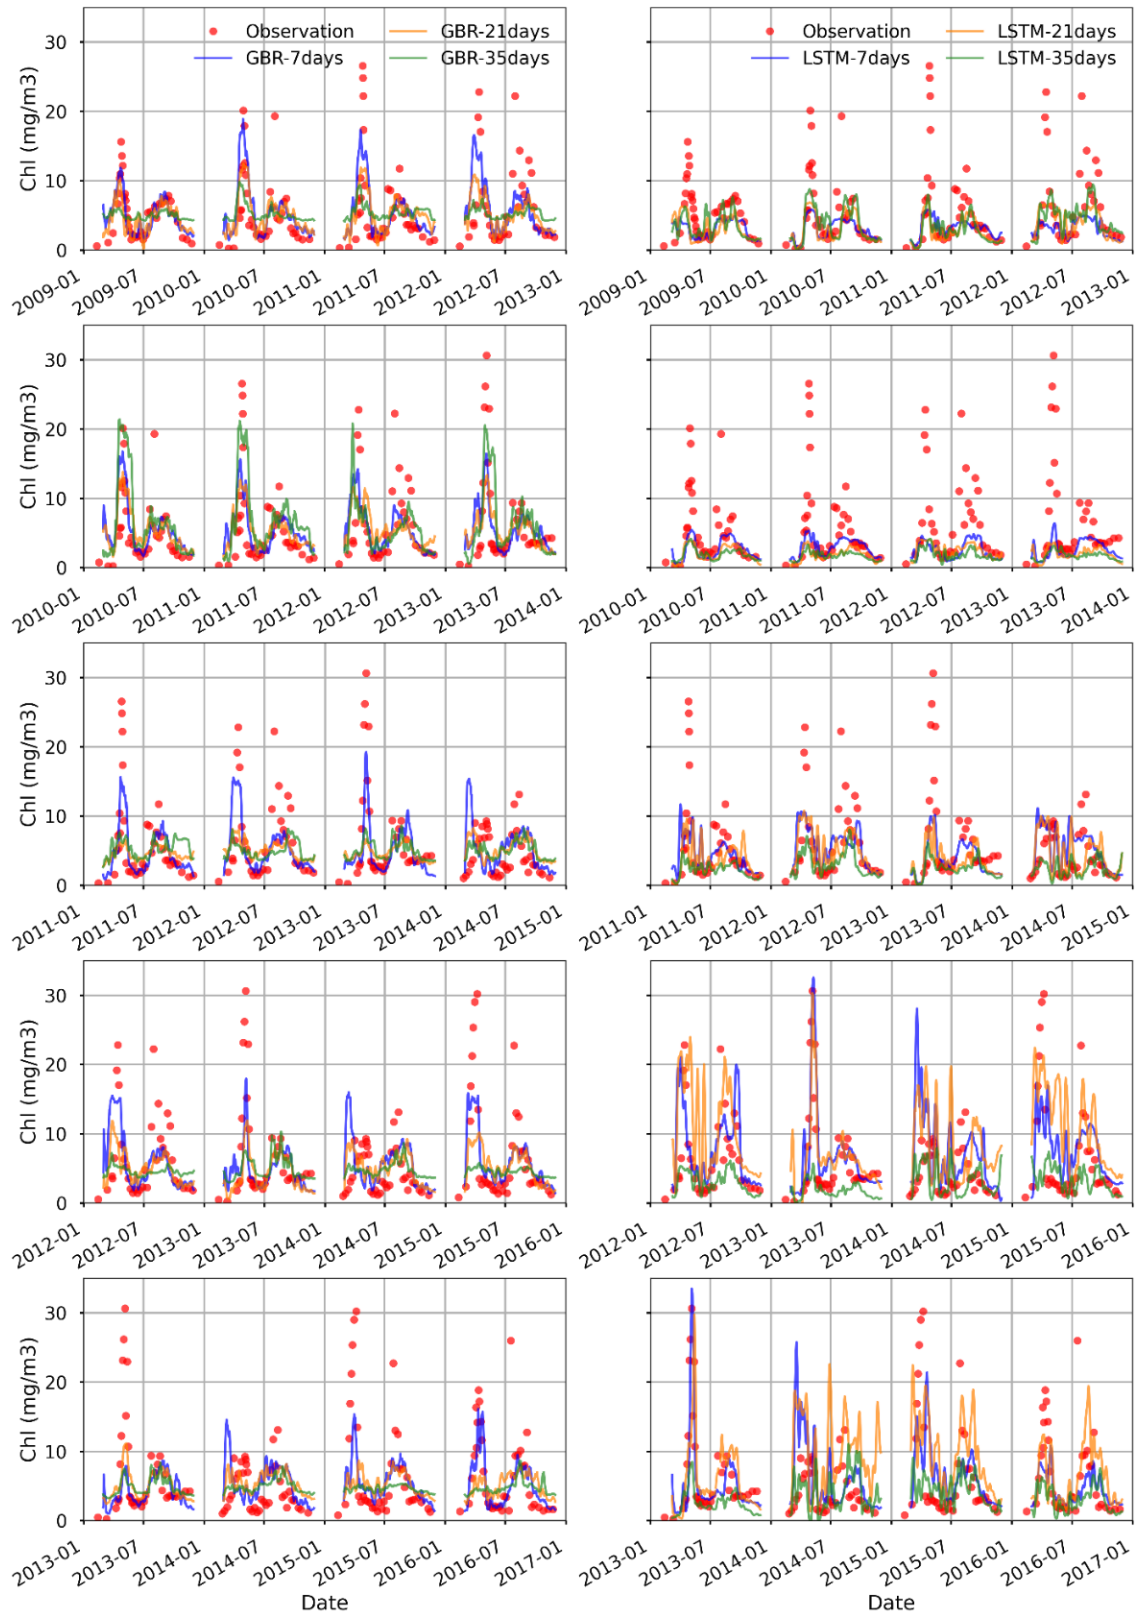 Observation
GBR-7days
GBR-21days
GBR-35days
Chl (mg/m3)
30
20
10
0
2009-01 2009-07 2010-01 2010-07 2011-01 2011-07 2012-01 2012-07 2013-01
Observation
LSTM-7days
LSTM-21days
LSTM-35days
2009-01 2009-07 2010-01 2010-07 2011-01 2011-07 2012-01 2012-07 2013-01
Chl (mg/m3)
30
20
10
0
2010-01 2010-07 2011-01 2011-07 2012-01 2012-07 2013-01 2013-07 2014-01
2010-01 2010-07 2011-01 2011-07 2012-01 2012-07 2013-01 2013-07 2014-01
Chl (mg/m3)
30
20
10
0
2011-01 2011-07 2012-01 2012-07 2013-01 2013-07 2014-01 2014-07 2015-01
2011-01 2011-07 2012-01 2012-07 2013-01 2013-07 2014-01 2014-07 2015-01
Chl (mg/m3)
30
20
10
0
2012-01 2012-07 2013-01 2013-07 2014-01 2014-07 2015-01 2015-07 2016-01
2012-01 2012-07 2013-01 2013-07 2014-01 2014-07 2015-01 2015-07 2016-01
Chl (mg/m3)
30
20
10
0
2013-01 2013-07 2014-01 2014-07 2015-01 2015-07 2016-01 2016-07 2017-01
Date
2013-01 2013-07 2014-01 2014-07 2015-01 2015-07 2016-01 2016-07 2017-01
Date